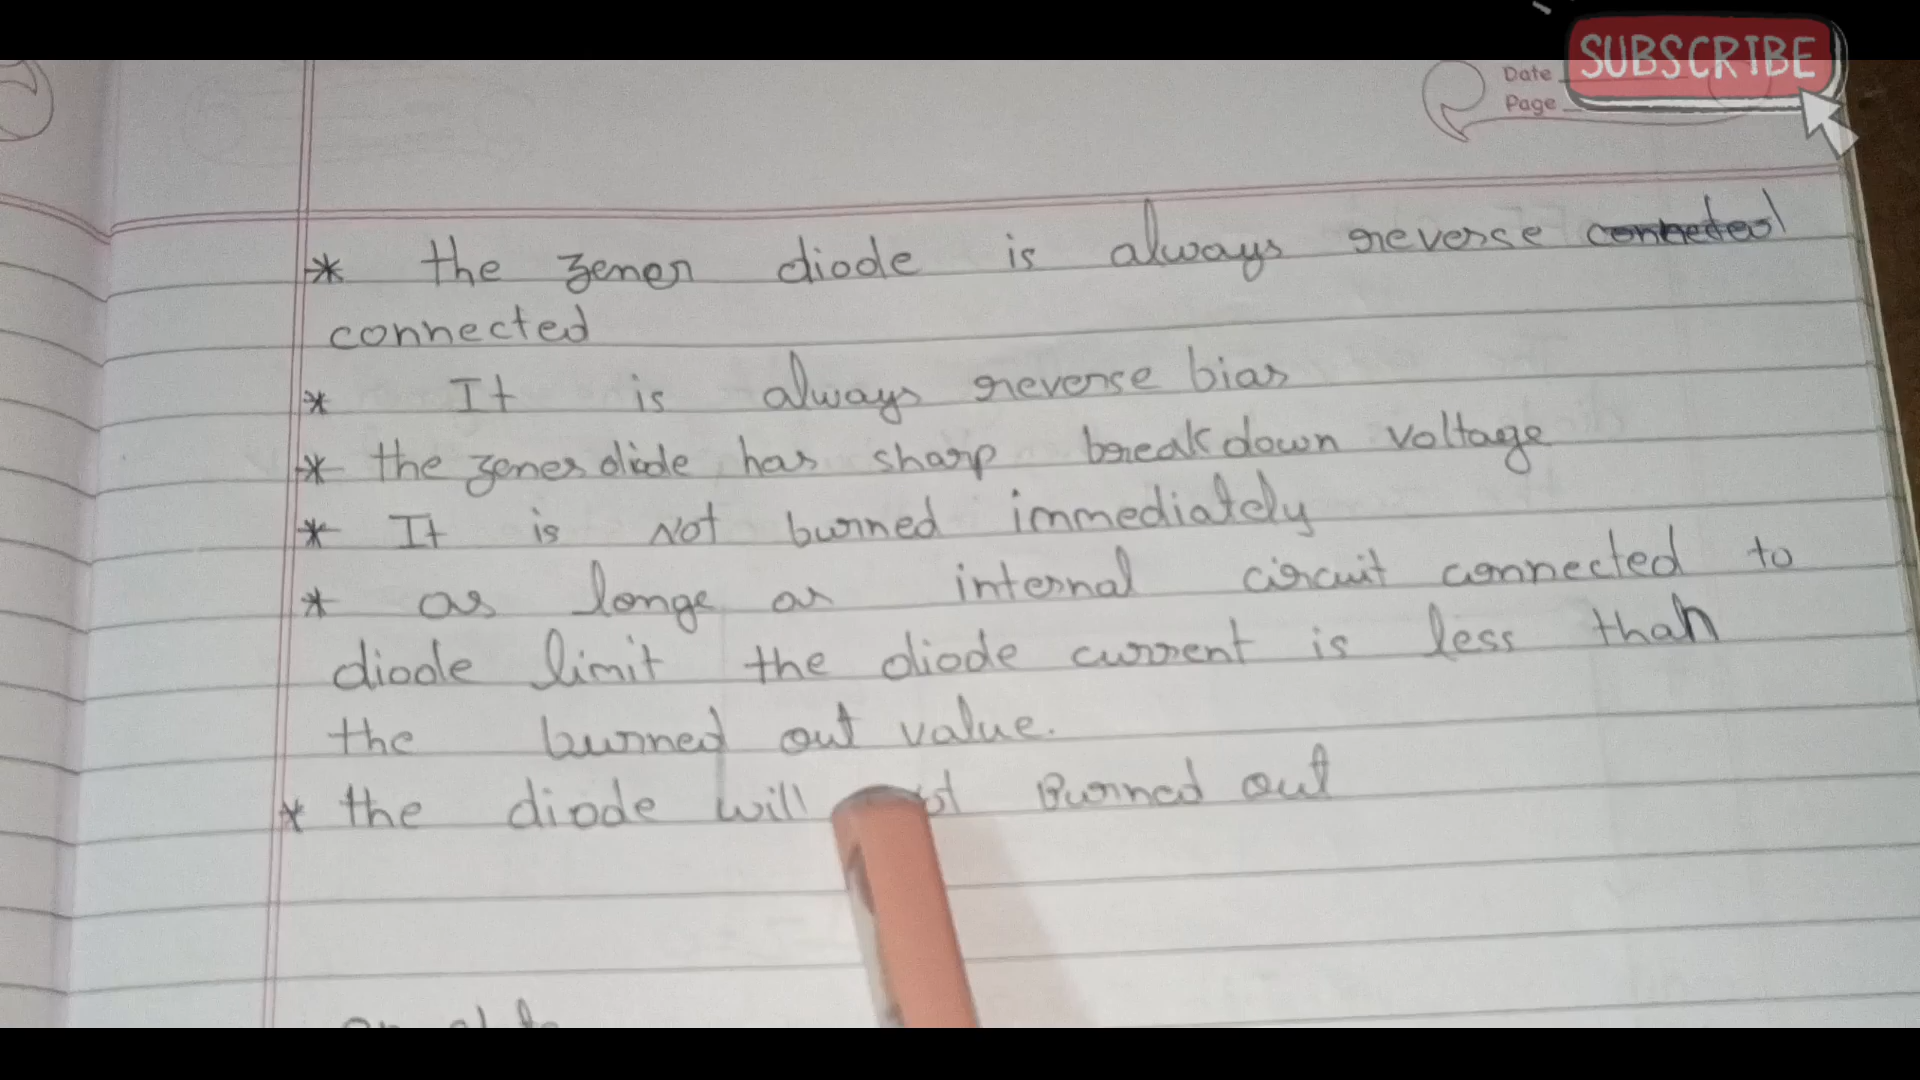 SUBSCRIBE
Date
Page
* the zener diode is always reverse connected
connected
* It is always reverse bias
* the zener diode has sharp breakdown voltage
* It is Not burned immediately
* as longe as internal circuit connected to
diode limit the diode current is less than
the burned out value.
* the diode will Burned out